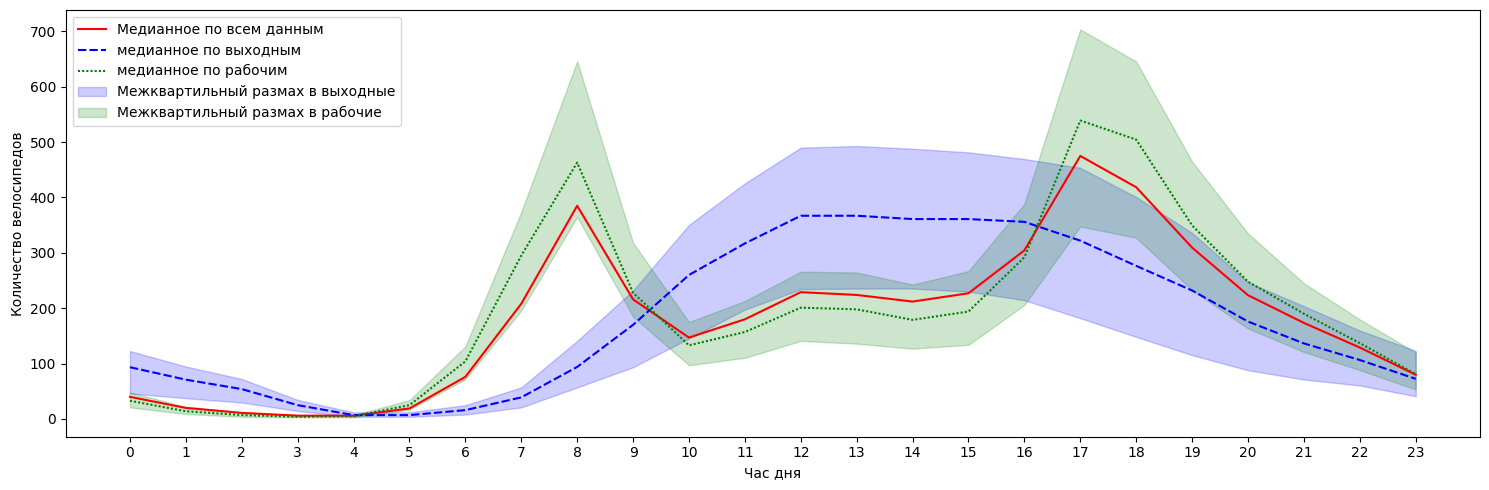 Медианное по всем данным
медианное по выходным
медианное по рабочим
Межквартильный размах в выходные
Межквартильный размах в рабочие
Количество велосипедов
700
600
500
400
300
200
100
0
0 1 2 3 4 5 6 7 8 9 10 11 12 13 14 15 16 17 18 19 20 21 22 23
Час дня